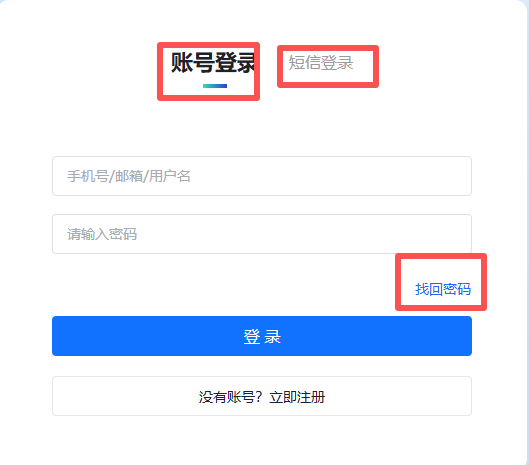 账号登录 短信登录
手机号/邮箱/用户名
请输入密码
找回密码
登录
没有账号？立即注册